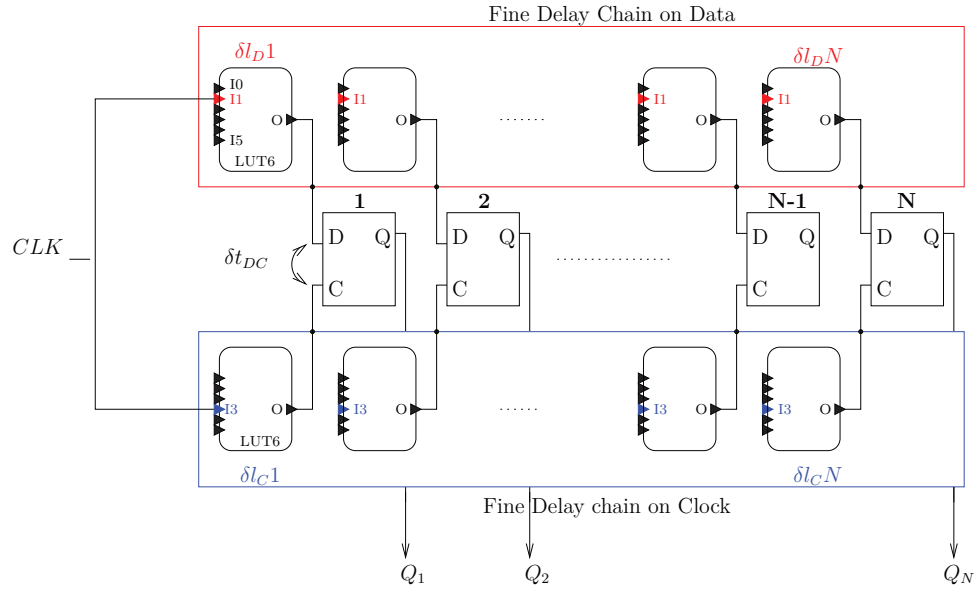 Fine Delay Chain on Data
δl_D1 δl_DN
I0
I1 I1 I1 I1
O O O O
I5
LUT6
1 2 N-1 N
D Q D Q D Q D Q
CLK
δt_DC
C C C C
I3 I3 I3 I3
O O O O
LUT6
δl_C1 δl_CN
Fine Delay chain on Clock
Q_1 Q_2 Q_N